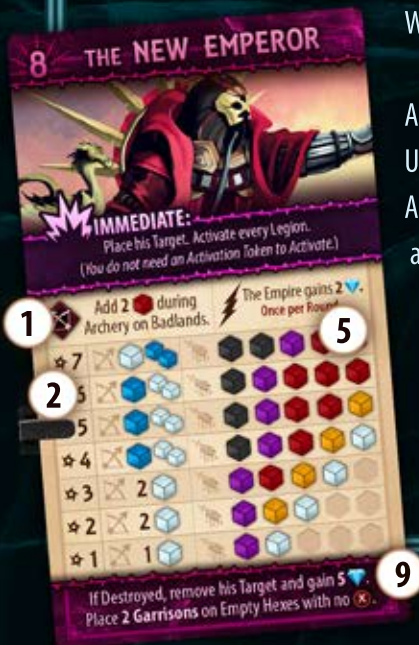 W
A
U
A
a
8 THE NEW EMPEROR
IMMEDIATE:
Place his Target. Activate every Legion.
(You do not need an Activation Token to Activate.)
Add 2 during
Archery on Badlands.
The Empire gains 2.
Once per Round
1
5
7
2
5
4
3 2
2 2
1 1
9
If Destroyed, remove his Target and gain 5.
Place 2 Garrisons on Empty Hexes with no X.